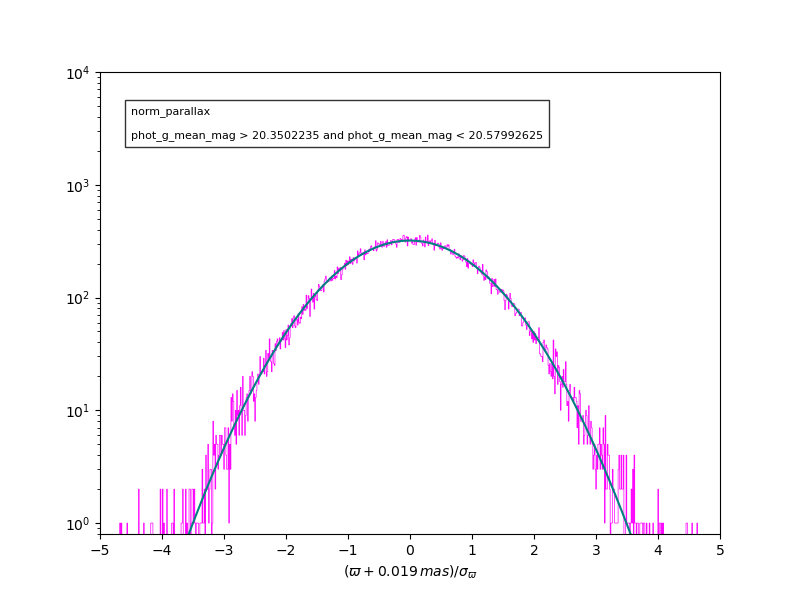 10^4
norm_parallax
phot_g_mean_mag > 20.3502235 and phot_g_mean_mag < 20.57992625
10^3
10^2
10^1
10^0
−5 −4 −3 −2 −1 0 1 2 3 4 5
(ϖ + 0.019 mas)/σ_ϖ